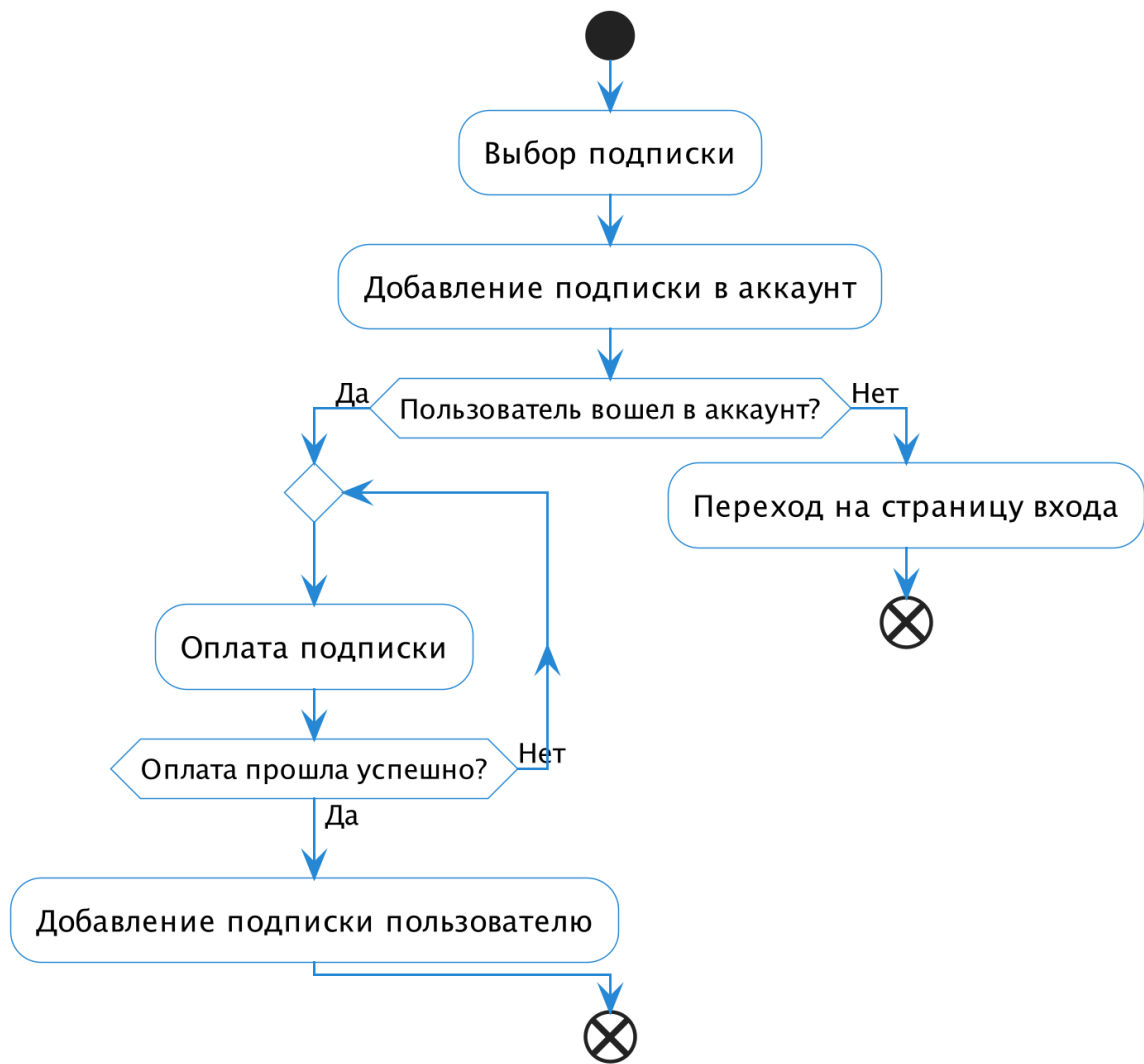 Выбор подписки
Добавление подписки в аккаунт
Да
Пользователь вошел в аккаунт?
Нет
Переход на страницу входа
Оплата подписки
Оплата прошла успешно?
Нет
Да
Добавление подписки пользователю